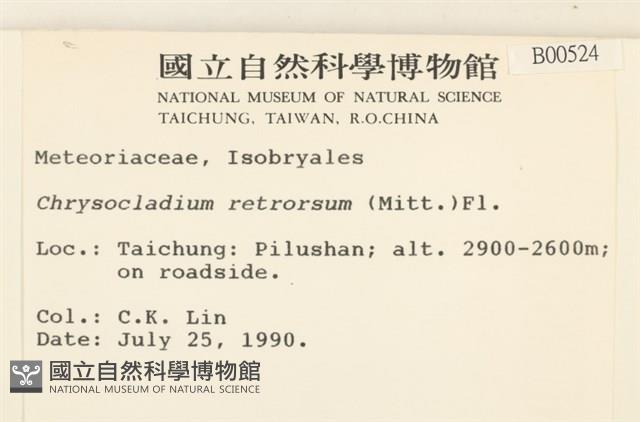 國立自然科學博物館
B00524
NATIONAL MUSEUM OF NATURAL SCIENCE
TAICHUNG, TAIWAN, R.O.CHINA
Meteoriaceae, Isobryales
Chrysocladium retrorsum (Mitt.)Fl.
Loc.: Taichung: Pilushan; alt. 2900-2600m;
on roadside.
Col.: C.K. Lin
Date: July 25, 1990.
國立自然科學博物館
NATIONAL MUSEUM OF NATURAL SCIENCE